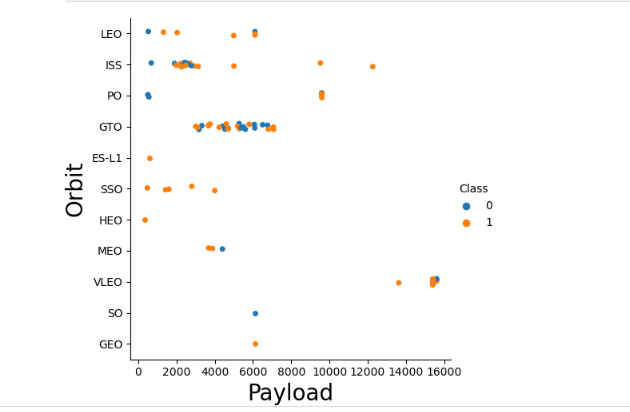 LEO
ISS
PO
GTO
ES-L1
SSO
HEO
MEO
VLEO
SO
GEO
Orbit
0 2000 4000 6000 8000 10000 12000 14000 16000
Payload
Class
0
1